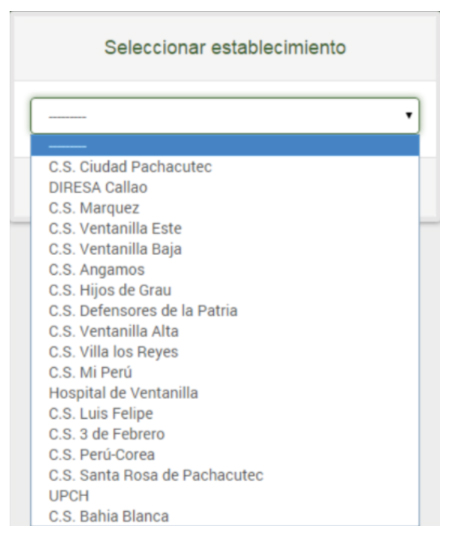 Seleccionar establecimiento
---------
---------
C.S. Ciudad Pachacutec
DIRESA Callao
C.S. Marquez
C.S. Ventanilla Este
C.S. Ventanilla Baja
C.S. Angamos
C.S. Hijos de Grau
C.S. Defensores de la Patria
C.S. Ventanilla Alta
C.S. Villa los Reyes
C.S. Mi Perú
Hospital de Ventanilla
C.S. Luis Felipe
C.S. 3 de Febrero
C.S. Perú-Corea
C.S. Santa Rosa de Pachacutec
UPCH
C.S. Bahia Blanca